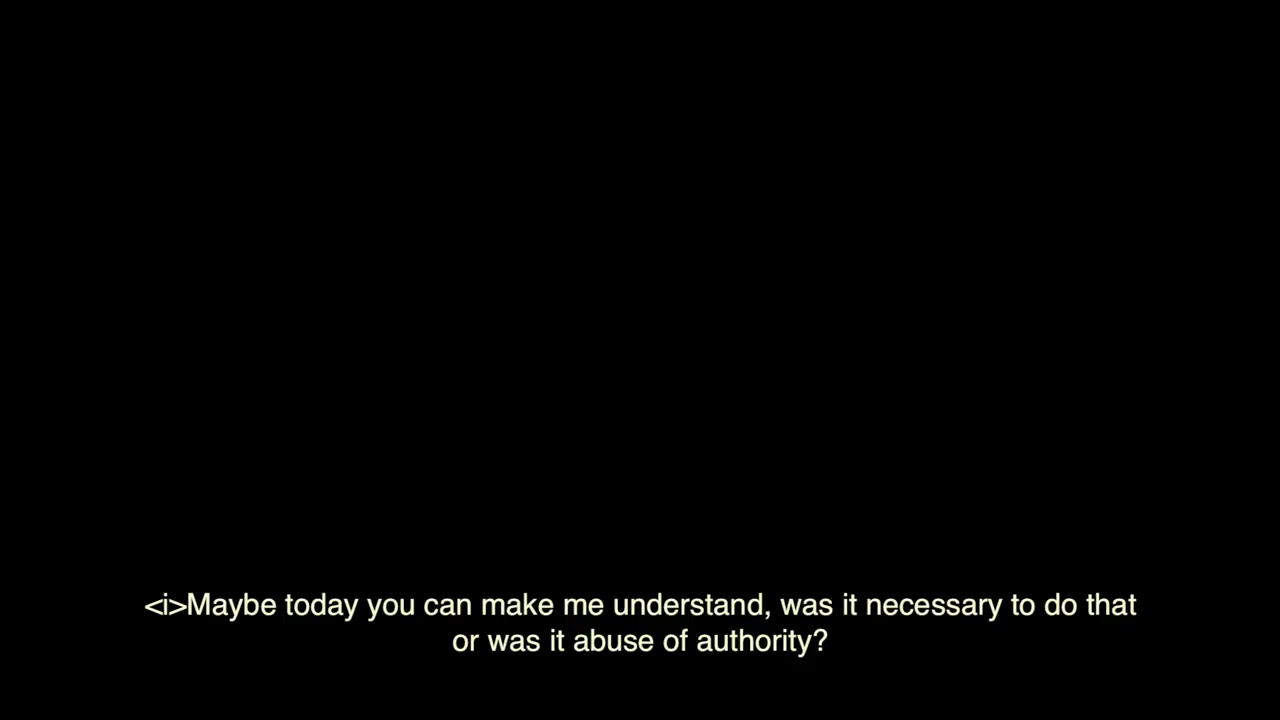 <i>Maybe today you can make me understand, was it necessary to do that
or was it abuse of authority?